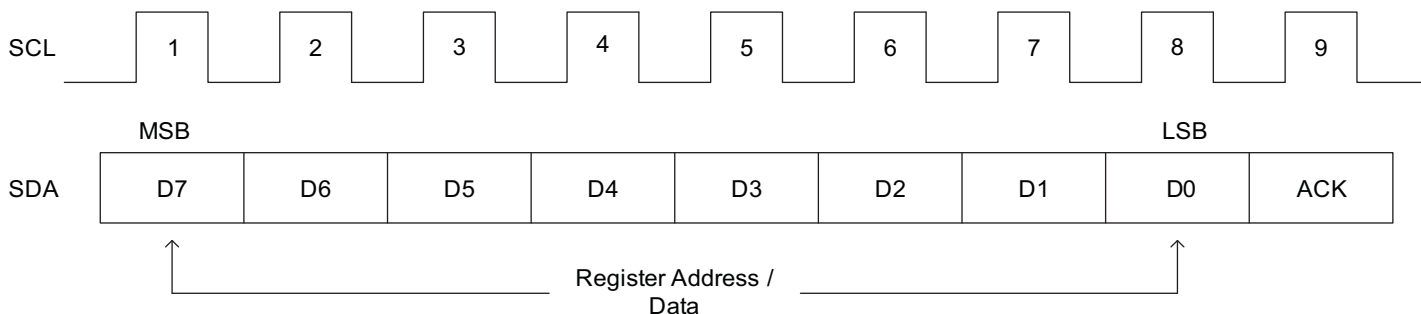 SCL 1 2 3 4 5 6 7 8 9
MSB LSB
SDA D7 D6 D5 D4 D3 D2 D1 D0 ACK
Register Address /
Data